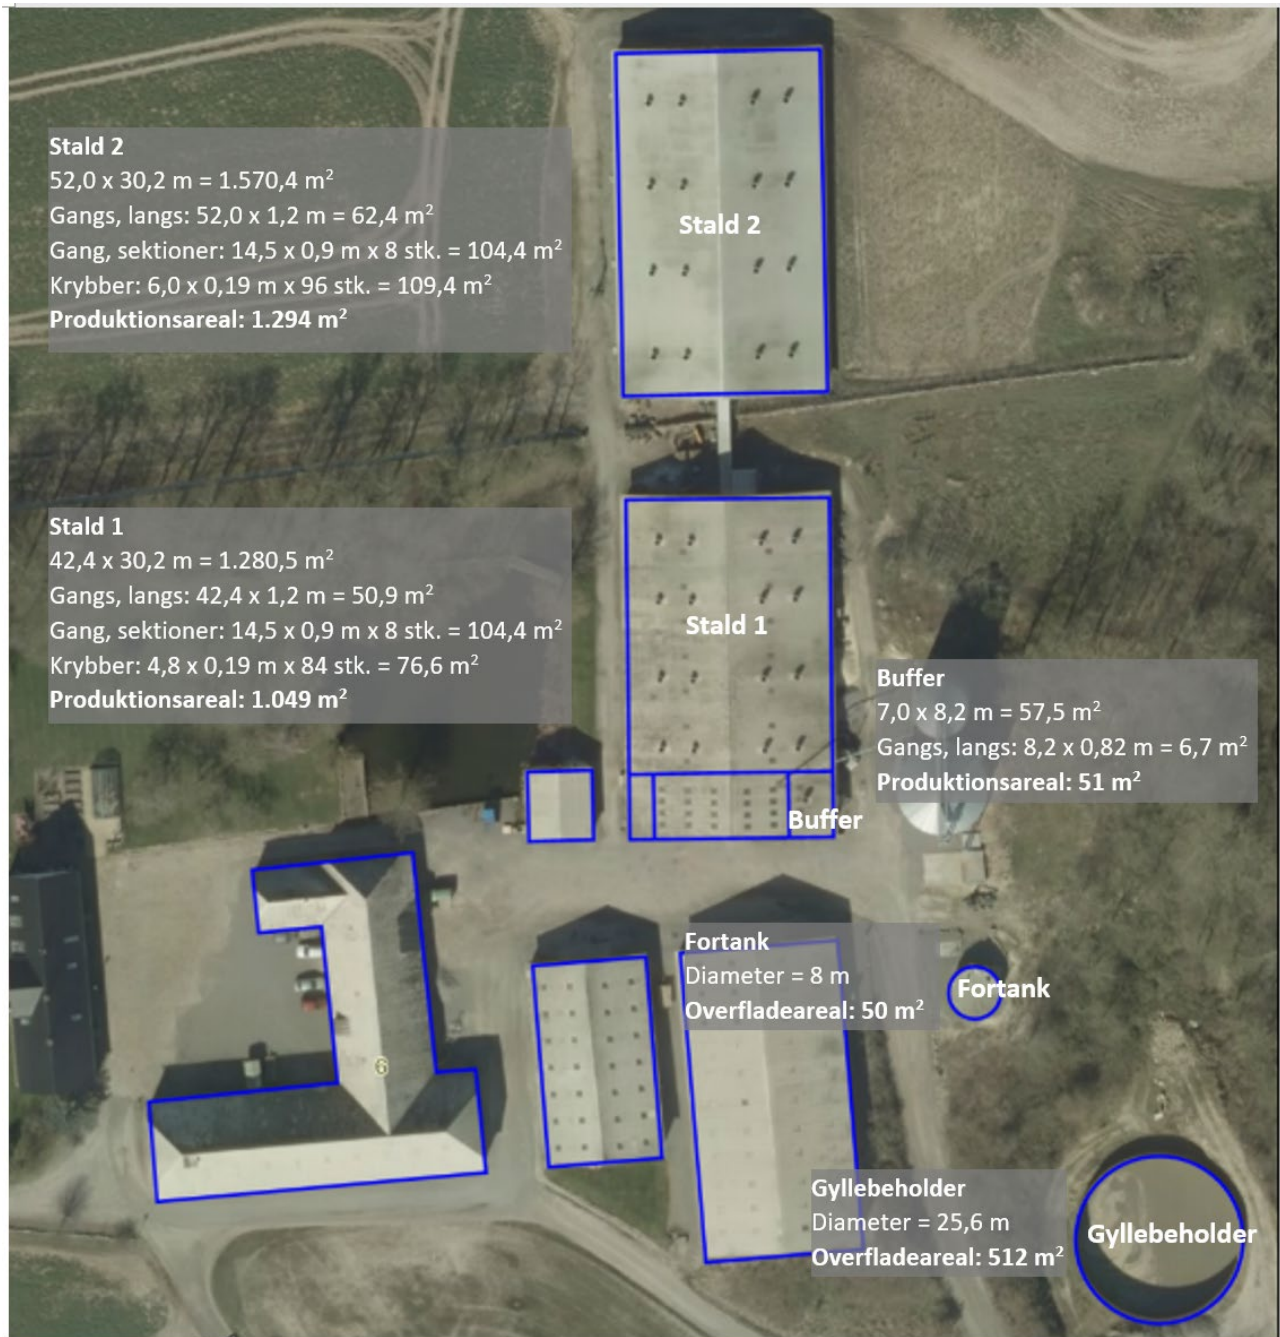 Stald 2
52,0 x 30,2 m = 1.570,4 m²
Gangs, langs: 52,0 x 1,2 m = 62,4 m²
Gang, sektioner: 14,5 x 0,9 m x 8 stk. = 104,4 m²
Krybber: 6,0 x 0,19 m x 96 stk. = 109,4 m²
Produktionsareal: 1.294 m²
Stald 2
Stald 1
42,4 x 30,2 m = 1.280,5 m²
Gangs, langs: 42,4 x 1,2 m = 50,9 m²
Gang, sektioner: 14,5 x 0,9 m x 8 stk. = 104,4 m²
Krybber: 4,8 x 0,19 m x 84 stk. = 76,6 m²
Produktionsareal: 1.049 m²
Stald 1
Buffer
7,0 x 8,2 m = 57,5 m²
Gangs, langs: 8,2 x 0,82 m = 6,7 m²
Produktionsareal: 51 m²
Buffer
Fortank
Diameter = 8 m
Overfladeareal: 50 m²
Fortank
6
Gyllebeholder
Diameter = 25,6 m
Overfladeareal: 512 m²
Gyllebeholder